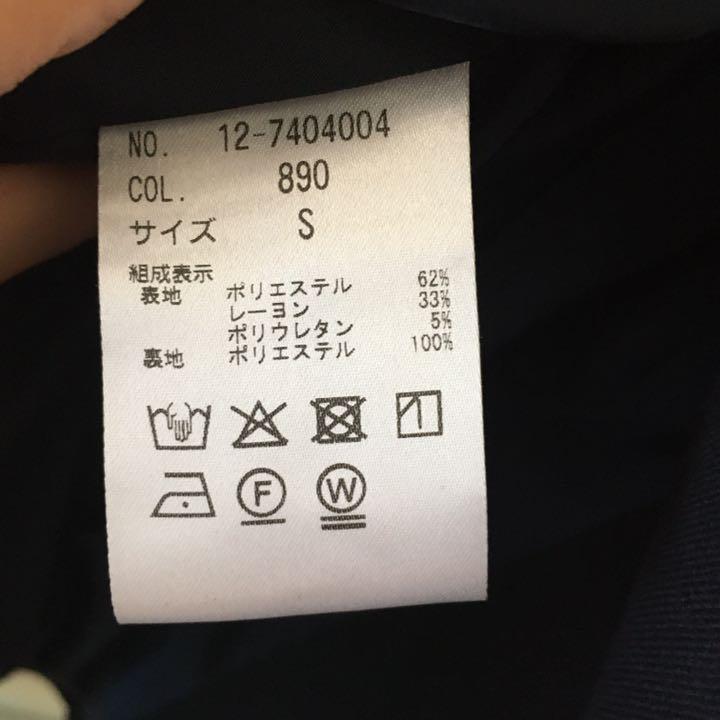 NO. 12-7404004
COL. 890
サイズ S
組成表示
表地 ポリエステル 62%
レーヨン 33%
ポリウレタン 5%
裏地 ポリエステル 100%
F W